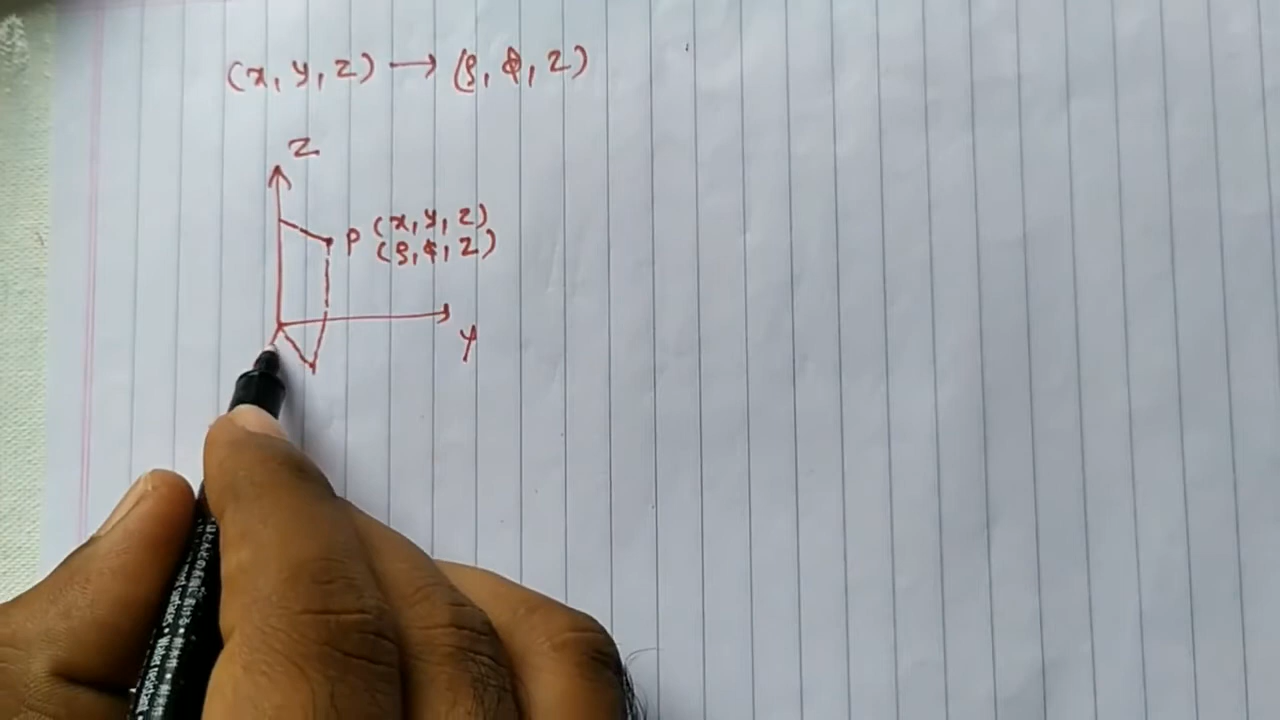 (x, y, z) → (ρ, φ, z)
z
P (x, y, z)
(ρ, φ, z)
y